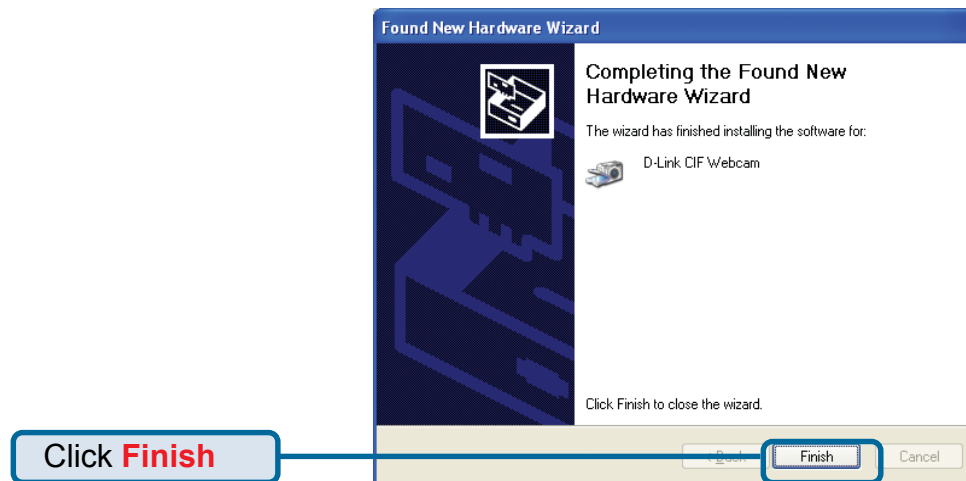 Found New Hardware Wizard
Completing the Found New
Hardware Wizard
The wizard has finished installing the software for:
D-Link CIF Webcam
Click Finish to close the wizard.
Click Finish
< Back
Finish
Cancel